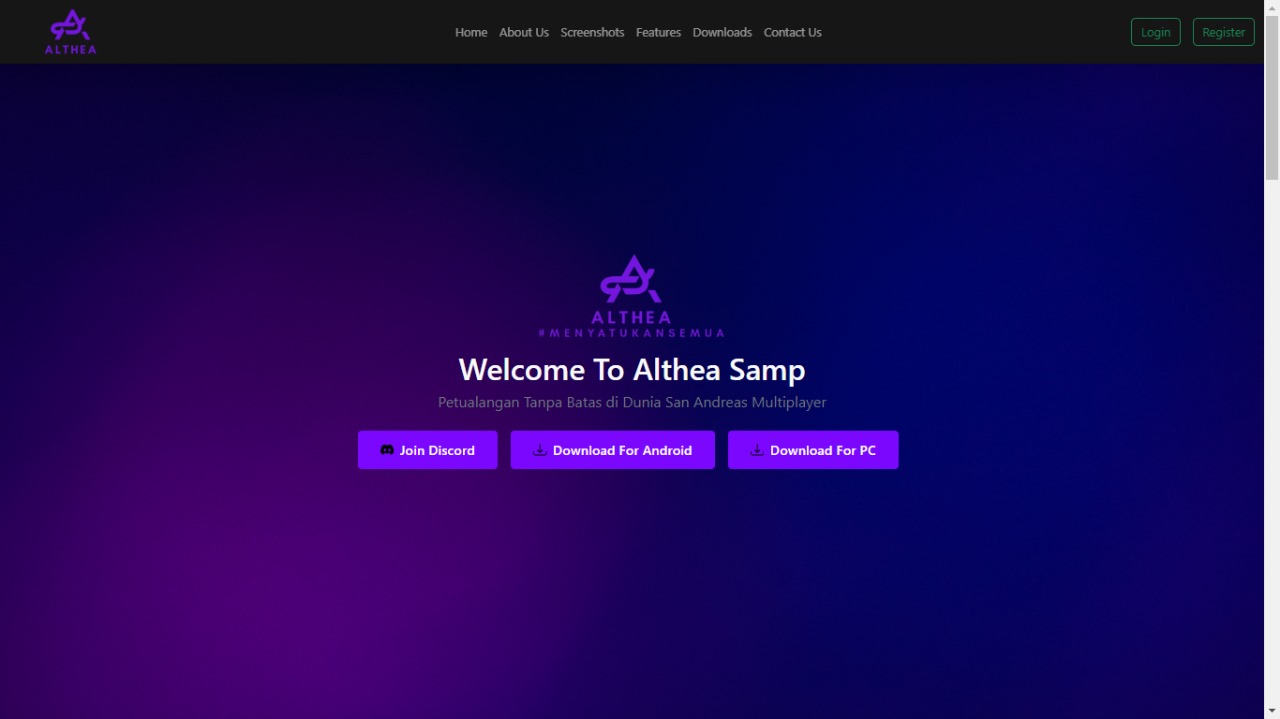 ALTHEA
Home About Us Screenshots Features Downloads Contact Us
Login Register
ALTHEA
#MENYATUKANSEMUA
Welcome To Althea Samp
Petualangan Tanpa Batas di Dunia San Andreas Multiplayer
Join Discord Download For Android Download For PC